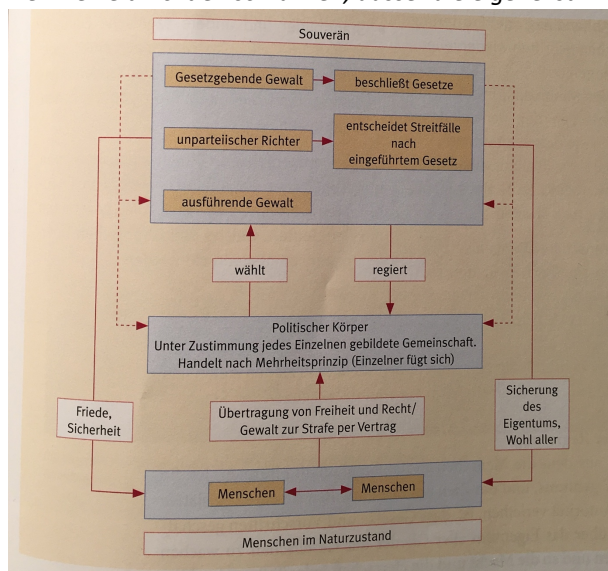 Souverän
Gesetzgebende Gewalt
beschließt Gesetze
unparteiischer Richter
entscheidet Streitfälle
nach
eingeführtem Gesetz
ausführende Gewalt
wählt
regiert
Politischer Körper
Unter Zustimmung jedes Einzelnen gebildete Gemeinschaft.
Handelt nach Mehrheitsprinzip (Einzelner fügt sich)
Friede,
Sicherheit
Übertragung von Freiheit und Recht/
Gewalt zur Strafe per Vertrag
Sicherung
des
Eigentums,
Wohl aller
Menschen
Menschen
Menschen im Naturzustand